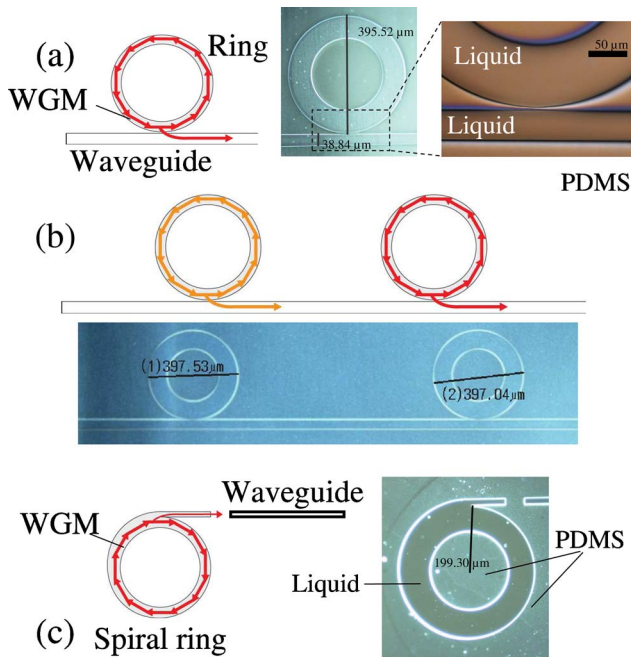 (a)
Ring
WGM
Waveguide
395.52 µm
38.84 µm
Liquid
50 µm
Liquid
PDMS
(b)
(1)397.53µm
(2)397.04µm
Waveguide
WGM
199.30 µm
PDMS
Liquid
(c)
Spiral ring